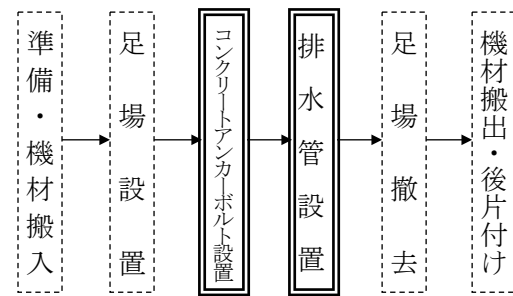 準備・機材搬入
足場設置
コンクリートアンカーボルト設置
排水管設置
足場撤去
機材搬出・後片付け